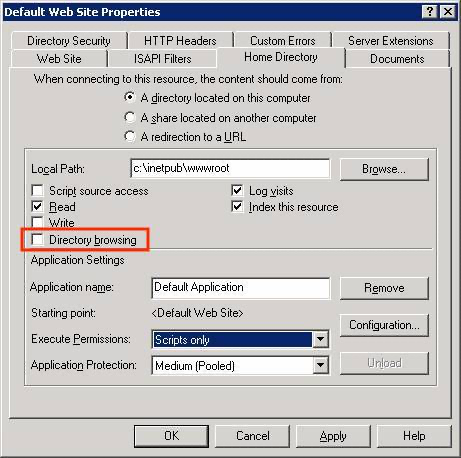 Default Web Site Properties
Directory Security HTTP Headers Custom Errors Server Extensions
Web Site ISAPI Filters Home Directory Documents
When connecting to this resource, the content should come from:
A directory located on this computer
A share located on another computer
A redirection to a URL
Local Path: c:\inetpub\wwwroot Browse...
Script source access Log visits
Read Index this resource
Write
Directory browsing
Application Settings
Application name: Default Application Remove
Starting point: <Default Web Site>
Configuration...
Execute Permissions: Scripts only
Application Protection: Medium (Pooled) Unload
OK Cancel Apply Help